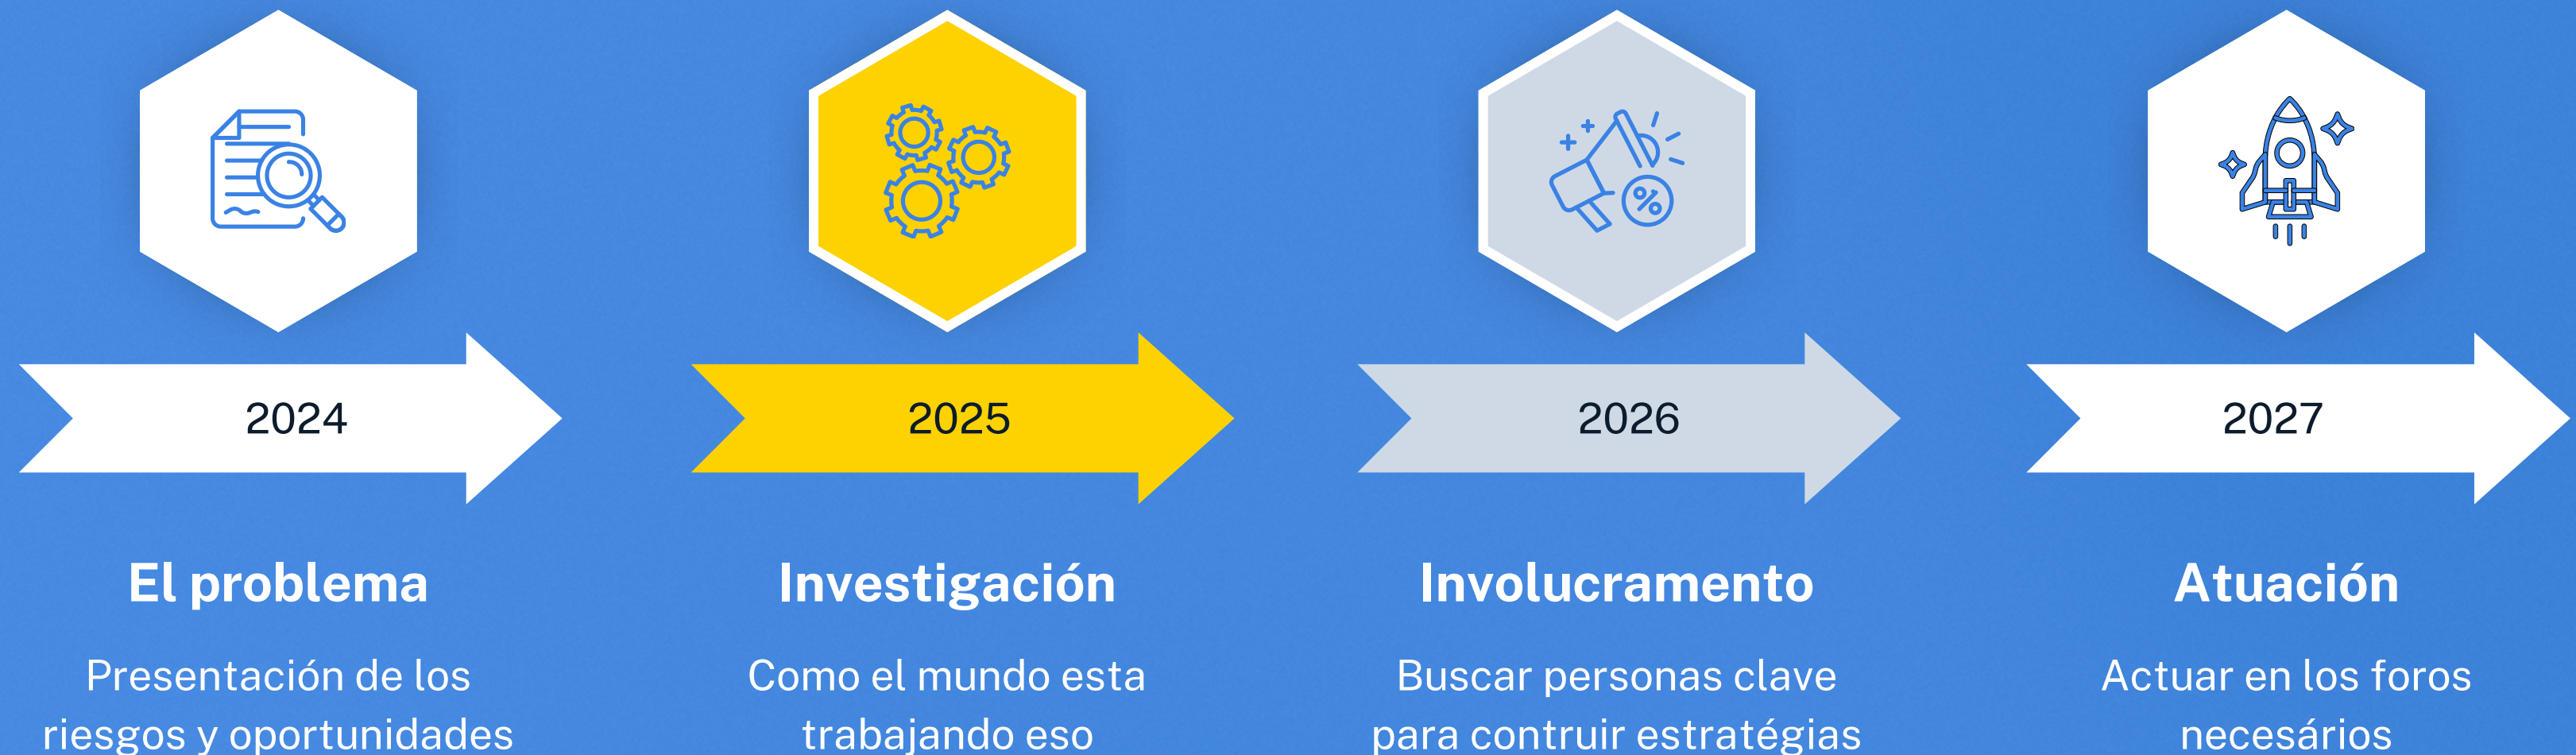 %
2024
2025
2026
2027
El problema
Presentación de los
riesgos y oportunidades
Investigación
Como el mundo esta
trabajando eso
Involucramento
Buscar personas clave
para contruir estratégias
Atuación
Actuar en los foros
necesários